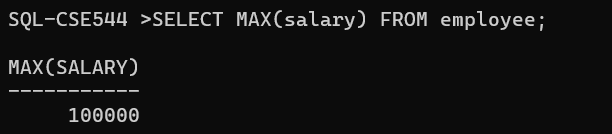 SQL-CSE544 >SELECT MAX(salary) FROM employee;
MAX(SALARY)
-----------
100000